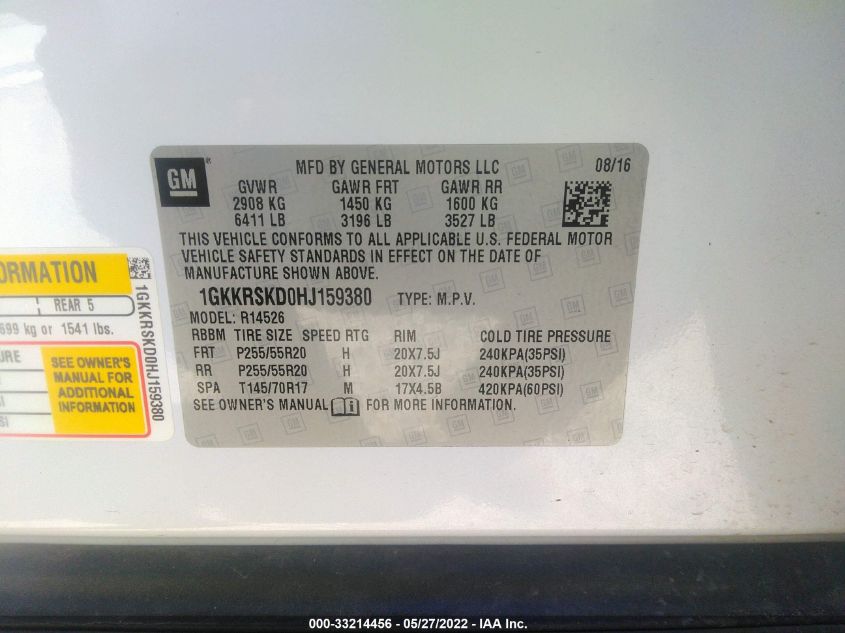 GM
MFD BY GENERAL MOTORS LLC 08/16
GVWR GAWR FRT GAWR RR
2908 KG 1450 KG 1600 KG
6411 LB 3196 LB 3527 LB
THIS VEHICLE CONFORMS TO ALL APPLICABLE U.S. FEDERAL MOTOR
VEHICLE SAFETY STANDARDS IN EFFECT ON THE DATE OF
MANUFACTURE SHOWN ABOVE.
1GKKRSKD0HJ159380 TYPE: M.P.V.
MODEL: R14526
RBBM TIRE SIZE SPEED RTG RIM COLD TIRE PRESSURE
FRT P255/55R20 H 20X7.5J 240KPA(35PSI)
RR P255/55R20 H 20X7.5J 240KPA(35PSI)
SPA T145/70R17 M 17X4.5B 420KPA(60PSI)
SEE OWNER'S MANUAL FOR MORE INFORMATION.
REAR 5
699 kg or 1541 lbs.
SEE OWNER'S
MANUAL FOR
ADDITIONAL
INFORMATION
1GKKRSKD0HJ159380
000-33214456 - 05/27/2022 - IAA Inc.